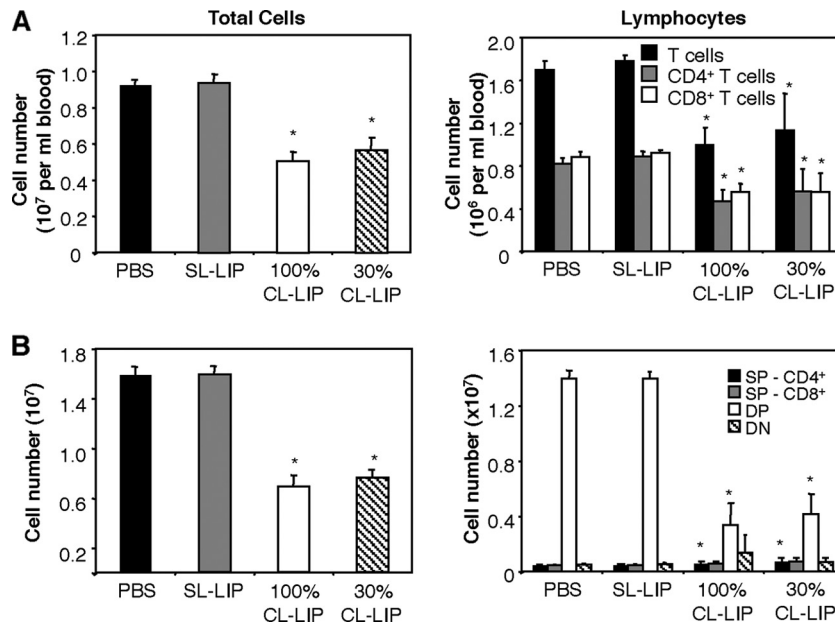 A
Total Cells
Cell number
(10⁷ per ml blood)
1.2
1.0
0.8
0.6
0.4
0.2
0
*
*
PBS
SL-LIP
100%
CL-LIP
30%
CL-LIP
Lymphocytes
Cell number
(10⁶ per ml blood)
2.0
1.6
1.2
0.8
0.4
0
T cells
CD4⁺ T cells
CD8⁺ T cells
*
*
*
*
*
*
PBS
SL-LIP
100%
CL-LIP
30%
CL-LIP
B
Cell number (10⁷)
1.8
1.4
1.0
0.6
0.2
*
*
PBS
SL-LIP
100%
CL-LIP
30%
CL-LIP
Cell number (x10⁷)
1.6
1.2
0.8
0.4
0
SP - CD4⁺
SP - CD8⁺
DP
DN
*
*
*
*
PBS
SL-LIP
100%
CL-LIP
30%
CL-LIP